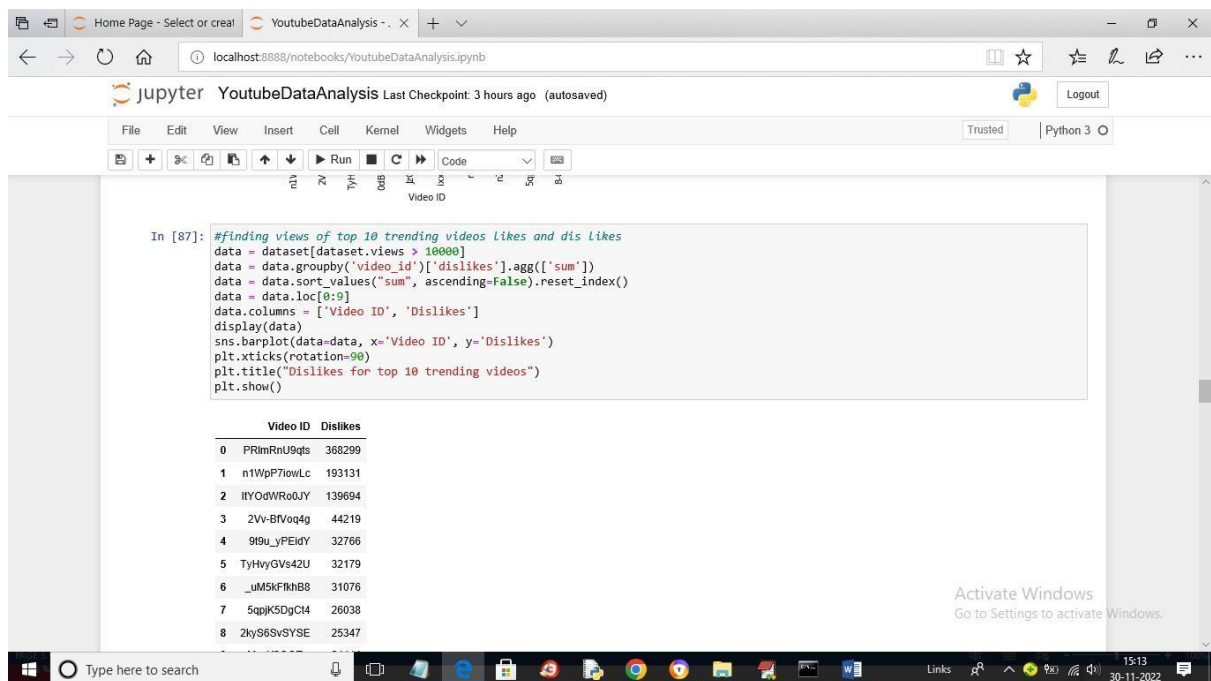 Home Page - Select or creat
YoutubeDataAnalysis - .
localhost:8888/notebooks/YoutubeDataAnalysis.ipynb
jupyter YoutubeDataAnalysis Last Checkpoint: 3 hours ago (autosaved)
Logout
File Edit View Insert Cell Kernel Widgets Help
Trusted
Python 3
Run
Code
n1W
2V
TyH
0dB
5q
Video ID
In [87]: #finding views of top 10 trending videos likes and dis likes
data = dataset[dataset.views > 10000]
data = data.groupby('video_id')['dislikes'].agg(['sum'])
data = data.sort_values("sum", ascending=False).reset_index()
data = data.loc[0:9]
data.columns = ['Video ID', 'Dislikes']
display(data)
sns.barplot(data=data, x='Video ID', y='Dislikes')
plt.xticks(rotation=90)
plt.title("Dislikes for top 10 trending videos")
plt.show()
Video ID Dislikes
0 PRlmRnU9qts 368299
1 n1WpP7iowLc 193131
2 ItYOdWRo0JY 139694
3 2Vv-BfVoq4g 44219
4 9t9u_yPEidY 32766
5 TyHvyGVs42U 32179
6 _uM5kFfkhB8 31076
7 5qpjK5DgCt4 26038
8 2kyS6SvSYSE 25347
Activate Windows
Go to Settings to activate Windows.
Type here to search
Links
15:13
30-11-2022